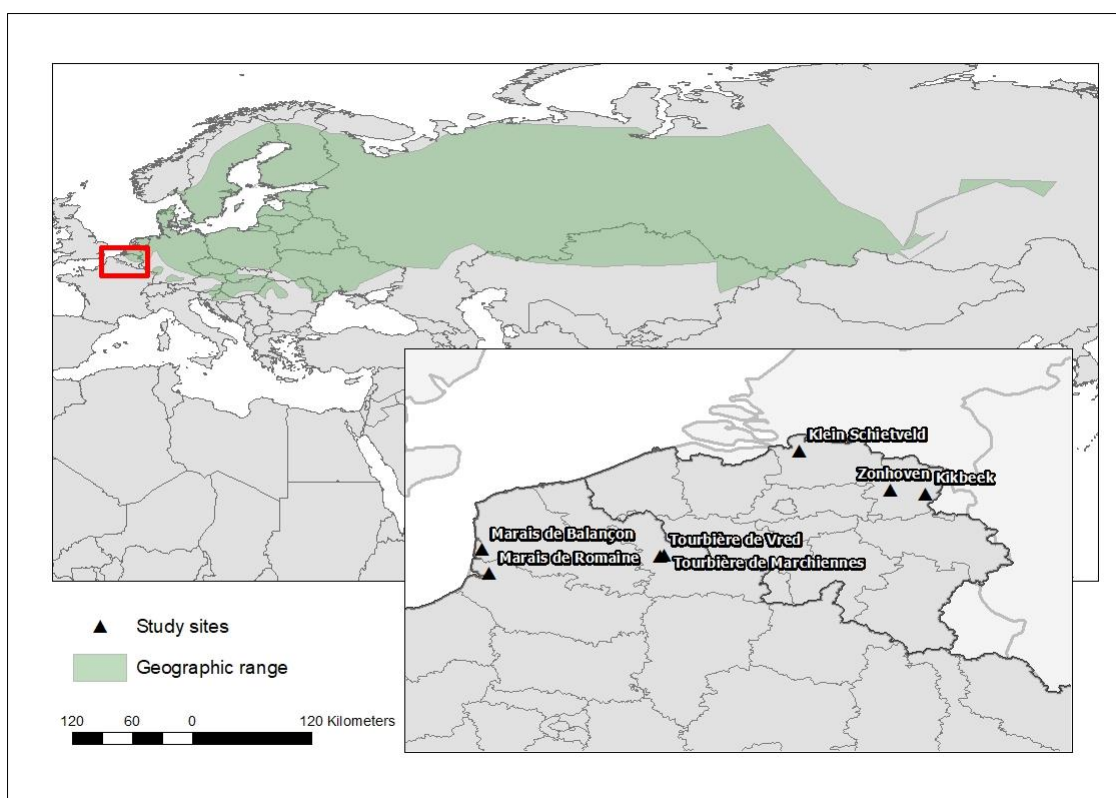 Klein Schietveld
Zonhoven
Kikbeek
Marais de Balançon
Tourbière de Vred
Marais de Romaine
Tourbière de Marchiennes
Study sites
Geographic range
120 60 0 120 Kilometers